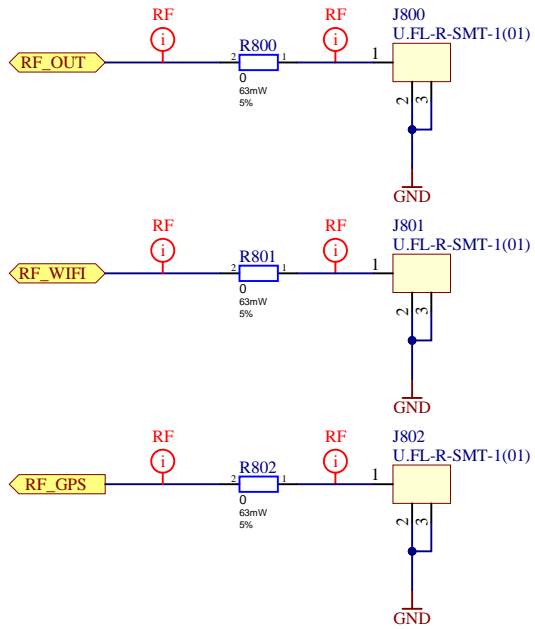 RF
RF
J800
U.FL-R-SMT-1(01)
RF_OUT
i
2
R800
1
i
1
0
63mW
5%
2
3
GND
RF
RF
J801
U.FL-R-SMT-1(01)
RF_WIFI
i
2
R801
1
i
1
0
63mW
5%
2
3
GND
RF
RF
J802
U.FL-R-SMT-1(01)
RF_GPS
i
2
R802
1
i
1
0
63mW
5%
2
3
GND